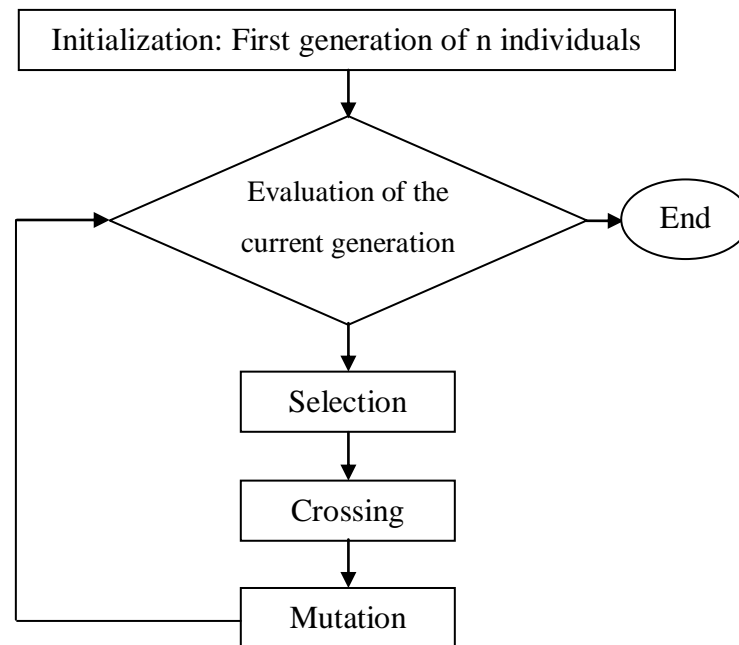 Initialization: First generation of n individuals
Evaluation of the
current generation
End
Selection
Crossing
Mutation